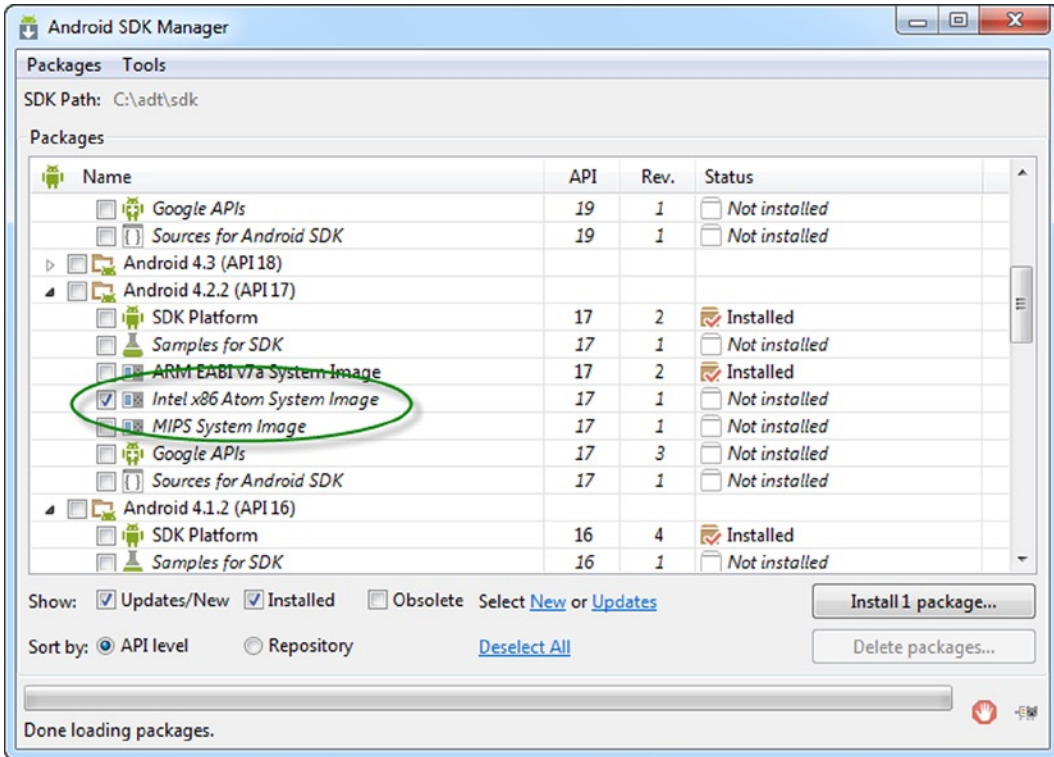 Android SDK Manager
Packages Tools
SDK Path: C:\adt\sdk
Packages
Name API Rev. Status
Google APIs 19 1 Not installed
{ } Sources for Android SDK 19 1 Not installed
Android 4.3 (API 18)
Android 4.2.2 (API 17)
SDK Platform 17 2 Installed
Samples for SDK 17 1 Not installed
ARM EABI v7a System Image 17 2 Installed
Intel x86 Atom System Image 17 1 Not installed
MIPS System Image 17 1 Not installed
Google APIs 17 3 Not installed
{ } Sources for Android SDK 17 1 Not installed
Android 4.1.2 (API 16)
SDK Platform 16 4 Installed
Samples for SDK 16 1 Not installed
Show: Updates/New Installed Obsolete Select New or Updates Install 1 package...
Sort by: API level Repository Deselect All Delete packages...
Done loading packages.